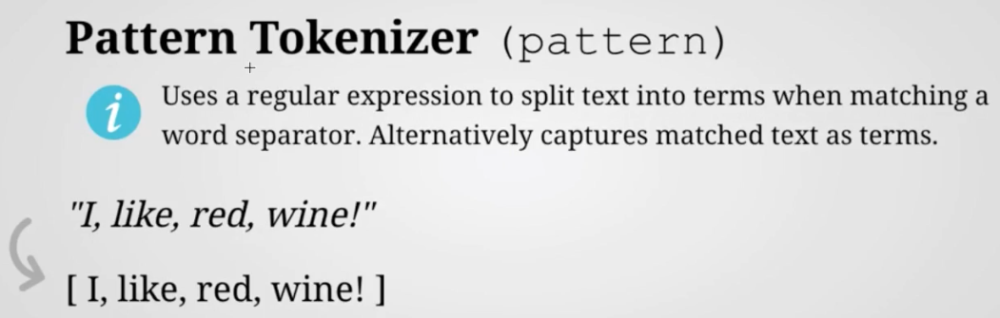 Pattern Tokenizer (pattern)
i Uses a regular expression to split text into terms when matching a
word separator. Alternatively captures matched text as terms.
"I, like, red, wine!"
[ I, like, red, wine! ]